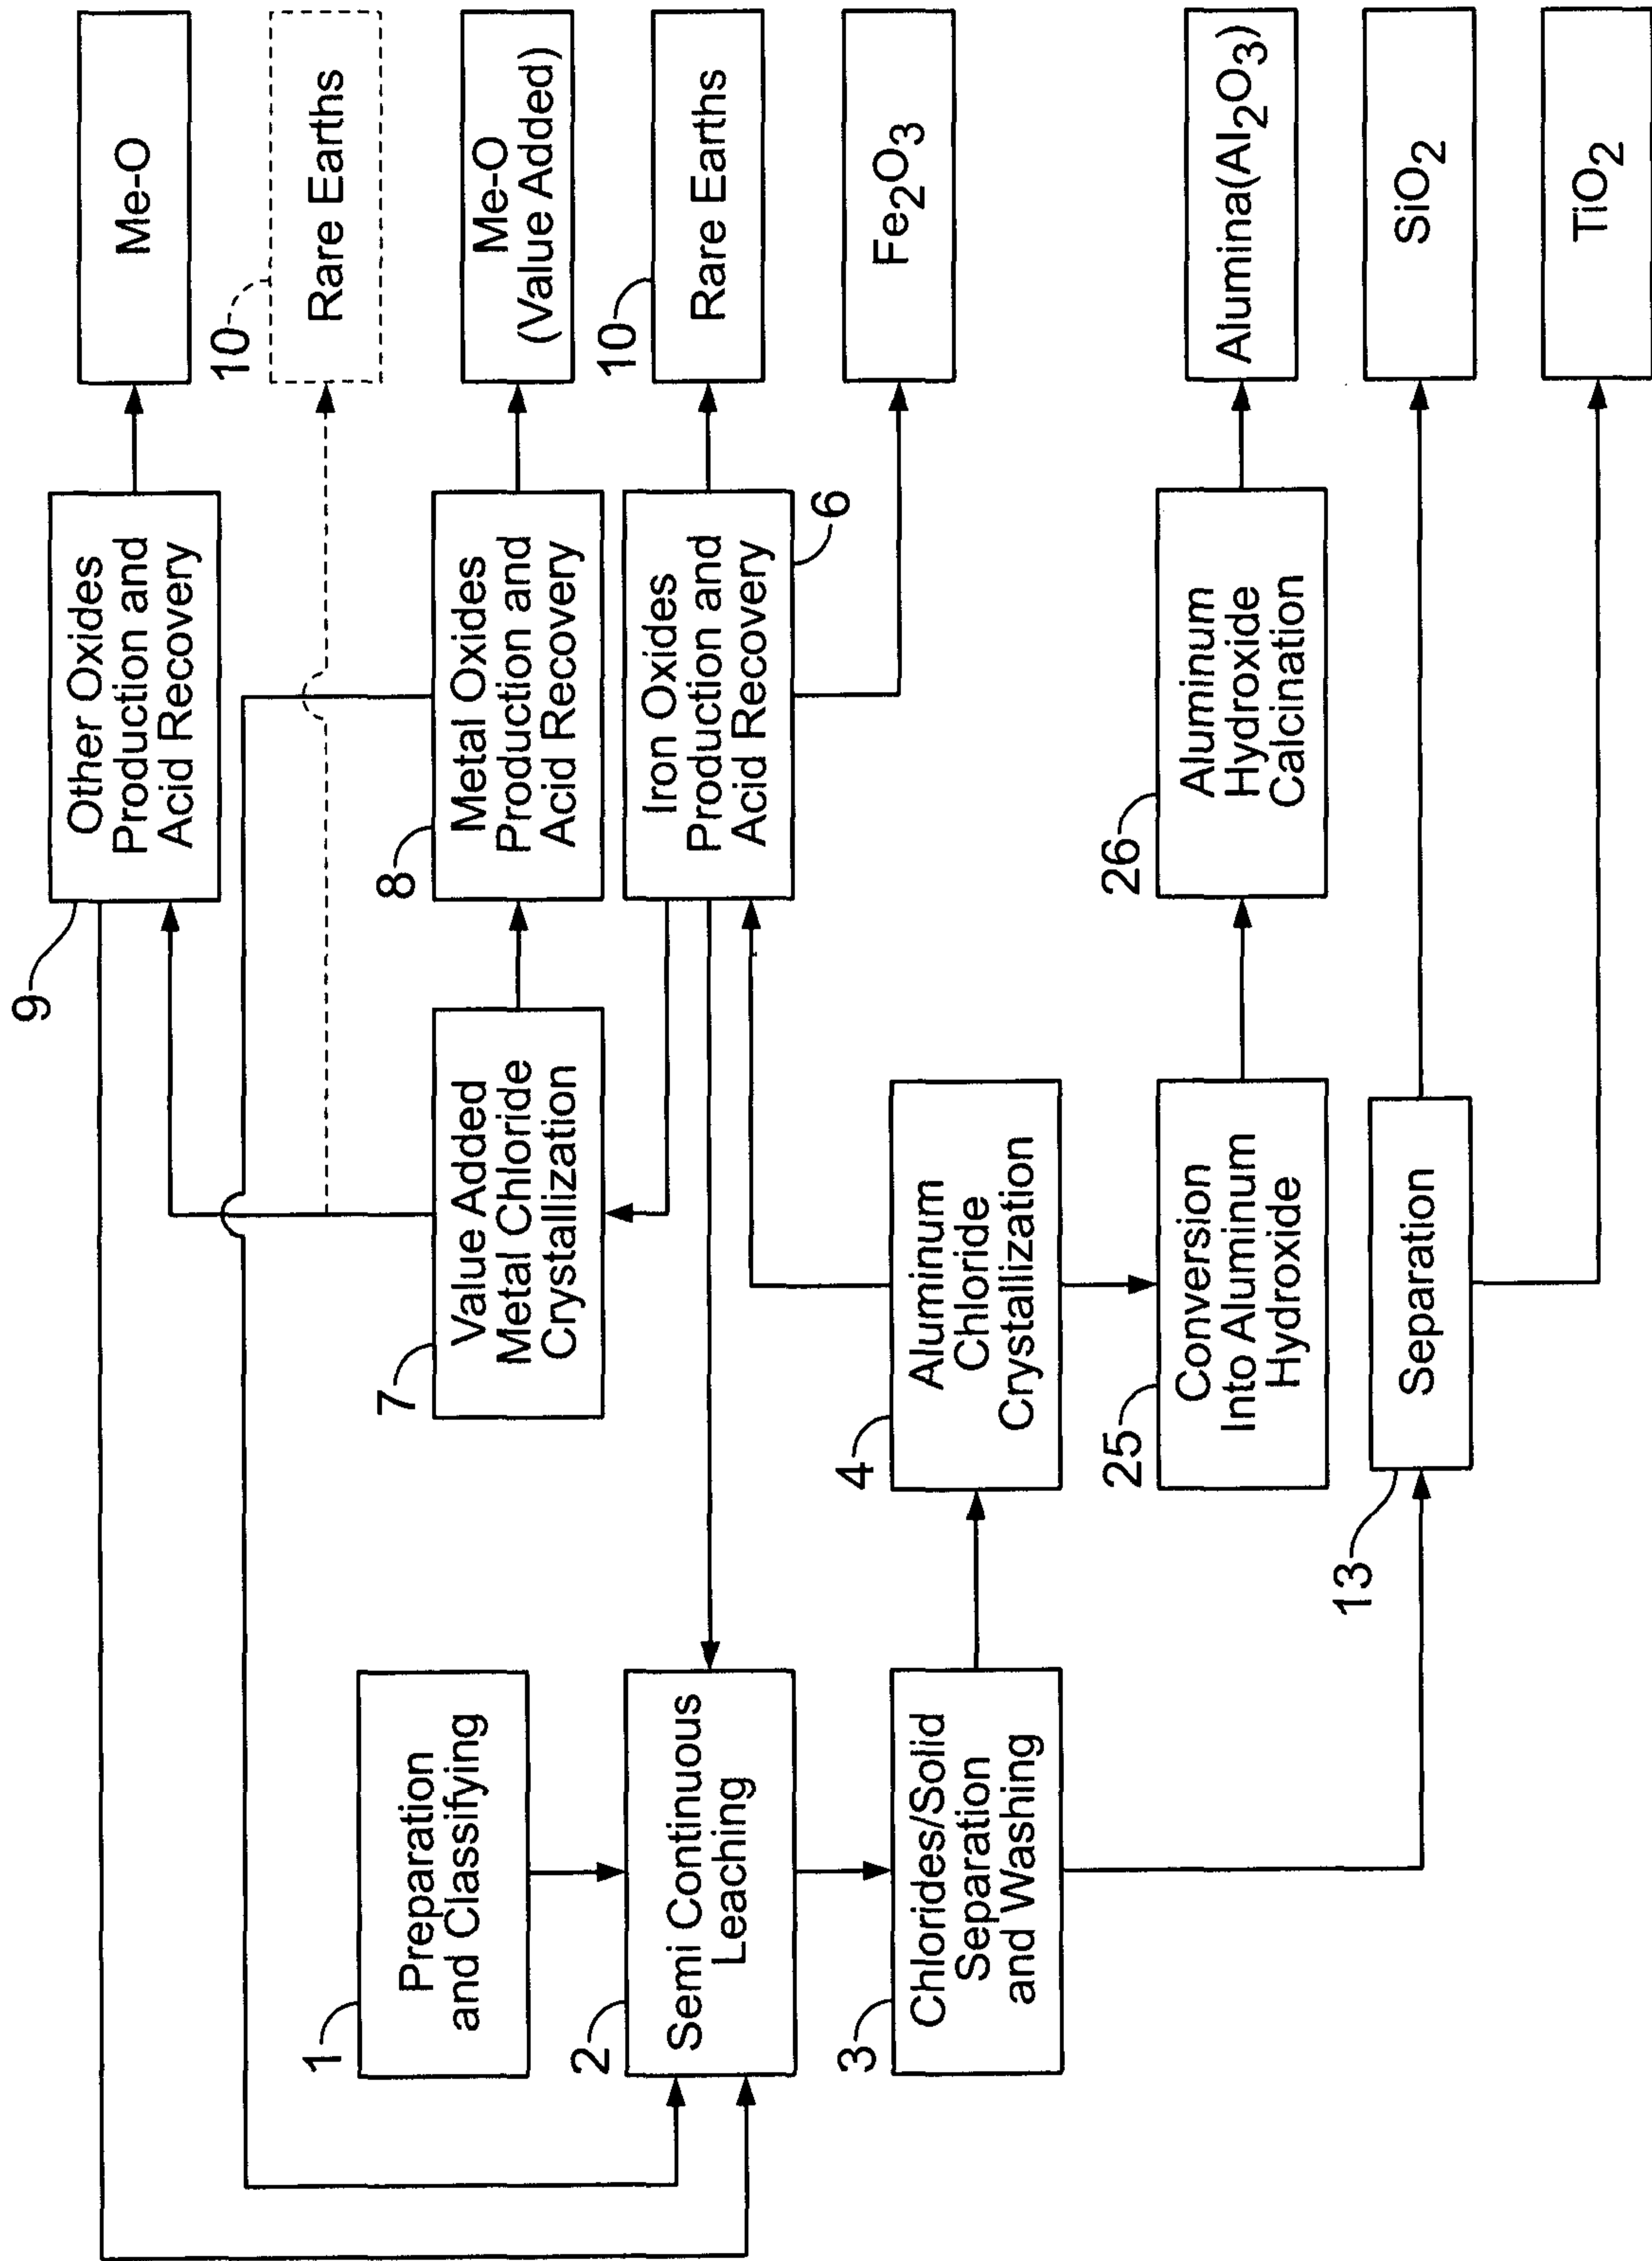 9
Other Oxides
Production and
Acid Recovery
Me-O
10
Rare Earths
1
Preparation
and Classifying
7
Value Added
Metal Chloride
Crystallization
8
Metal Oxides
Production and
Acid Recovery
Me-O
(Value Added)
2
Semi Continuous
Leaching
Iron Oxides
Production and
Acid Recovery
6
10
Rare Earths
Fe₂O₃
3
Chlorides/Solid
Separation
and Washing
4
Aluminum
Chloride
Crystallization
25
Conversion
Into Aluminum
Hydroxide
26
Aluminum
Hydroxide
Calcination
Alumina(Al₂O₃)
13
Separation
SiO₂
TiO₂